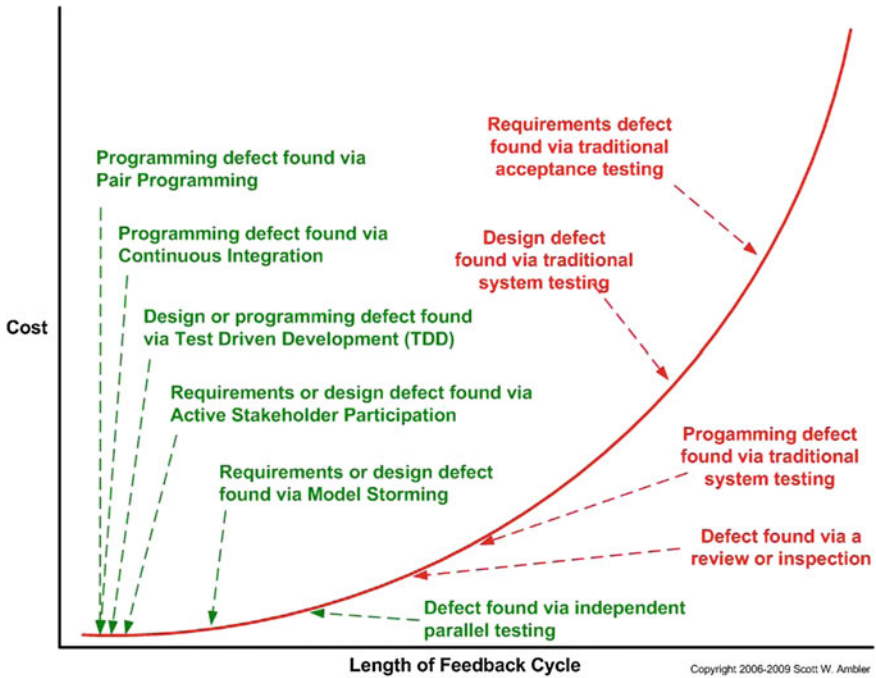 Requirements defect
found via traditional
acceptance testing
Programming defect found via
Pair Programming
Programming defect found via
Continuous Integration
Design defect
found via traditional
system testing
Design or programming defect found
via Test Driven Development (TDD)
Cost
Requirements or design defect found via
Active Stakeholder Participation
Requirements or design defect
found via Model Storming
Progamming defect
found via traditional
system testing
Defect found via a
review or inspection
Defect found via independent
parallel testing
Length of Feedback Cycle
Copyright 2006-2009 Scott W. Ambler